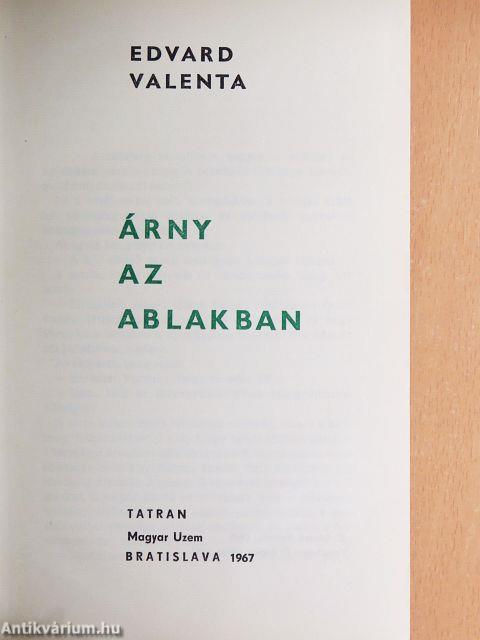 EDVARD
VALENTA
ÁRNY
AZ
ABLAKBAN
TATRAN
Magyar Uzem
BRATISLAVA 1967
Antikvárium.hu